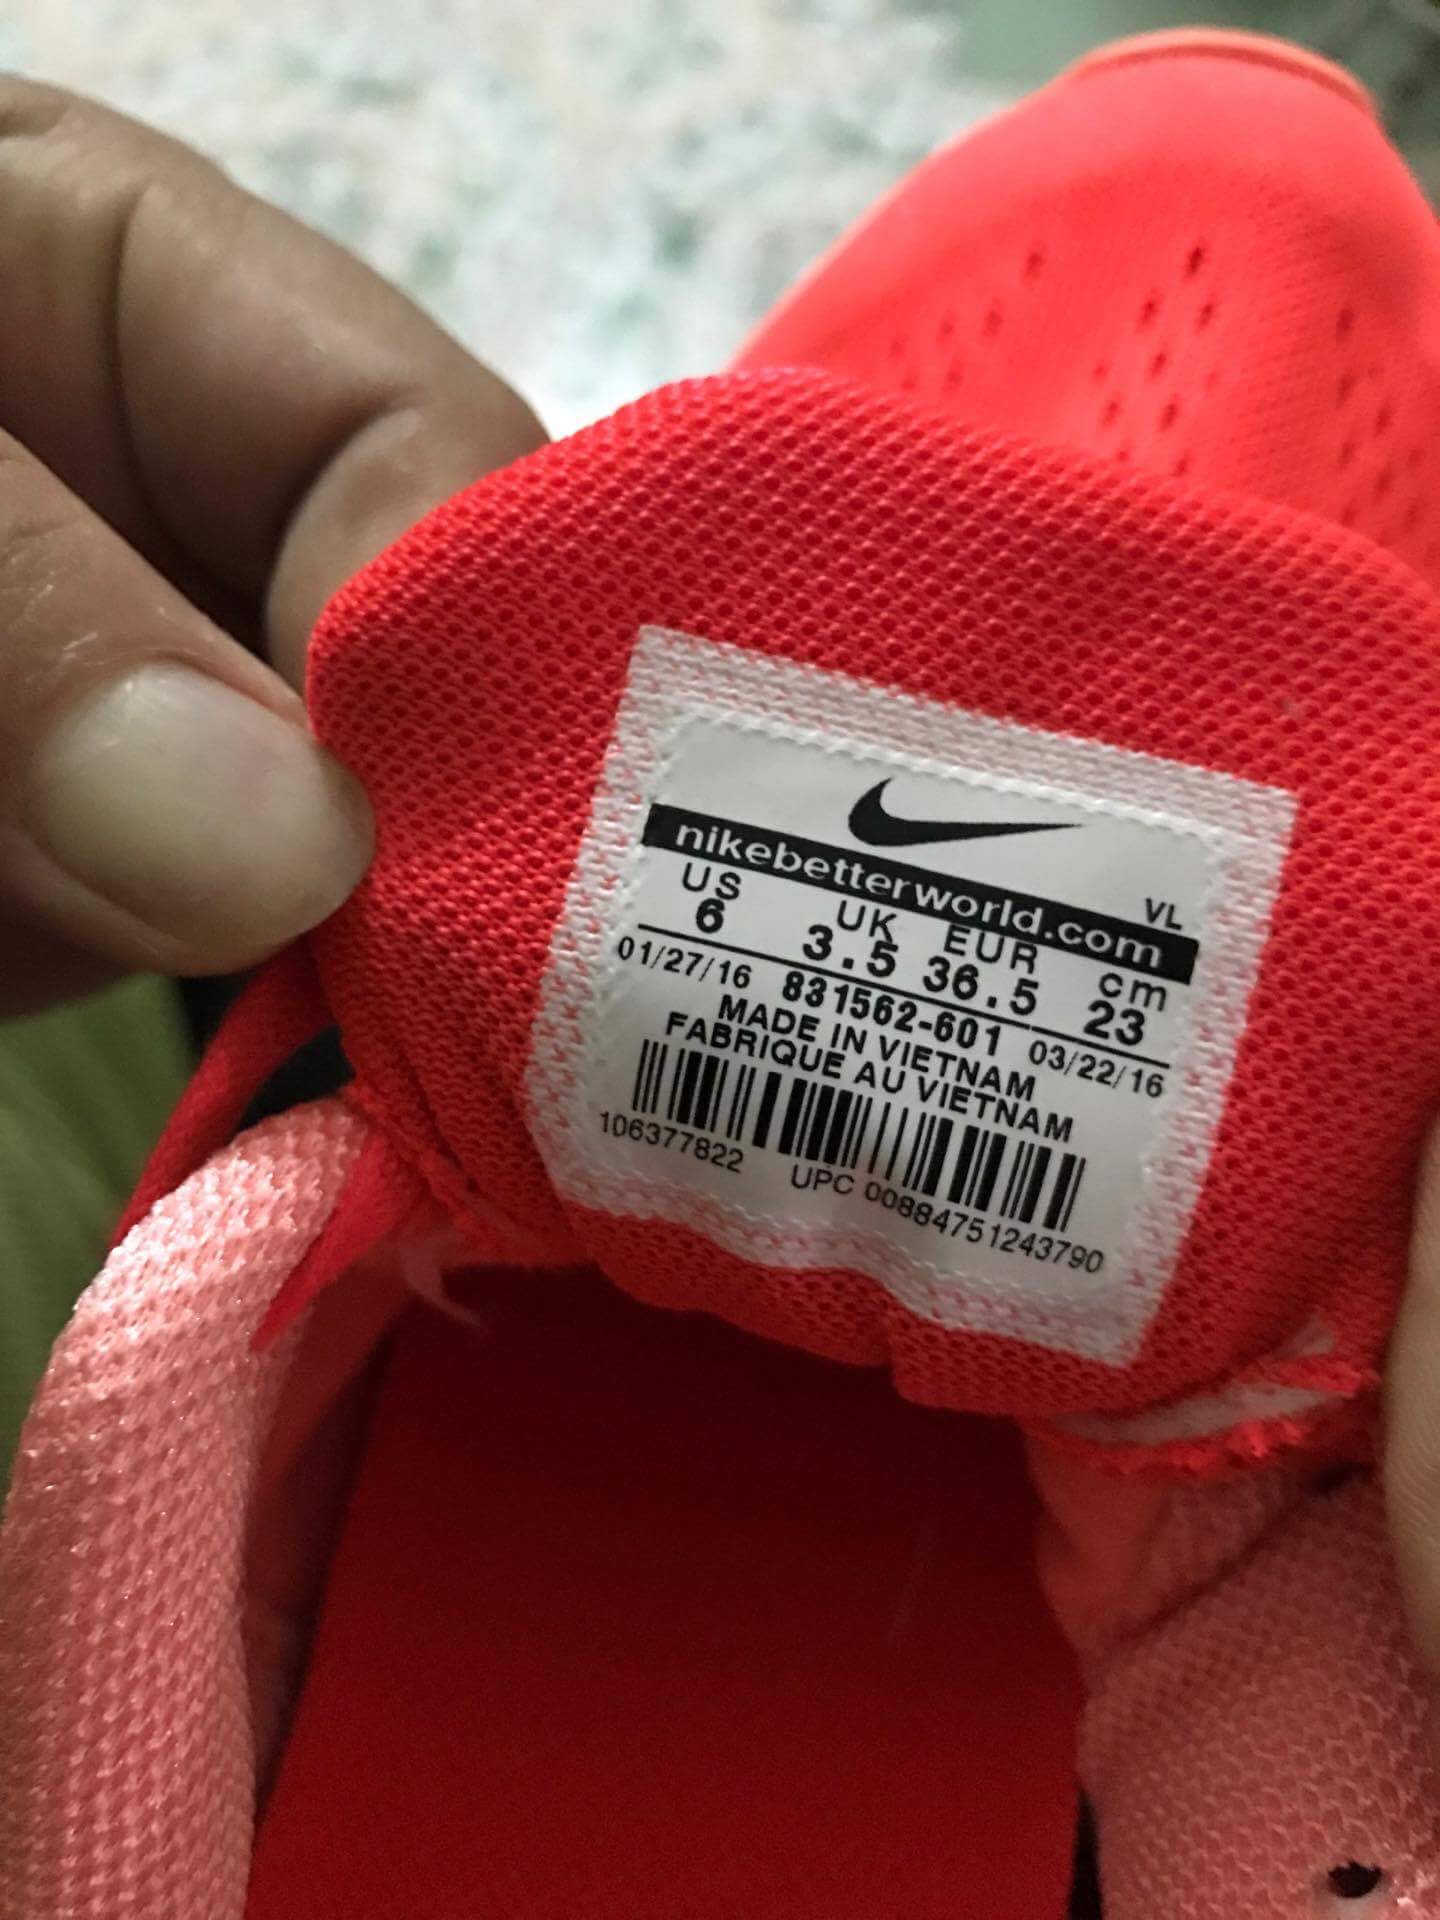 nikebetterworld.com
VL
US UK EUR cm
6 3.5 36.5 23
01/27/16 831562-601 03/22/16
MADE IN VIETNAM
FABRIQUE AU VIETNAM
106377822 UPC 00884751243790